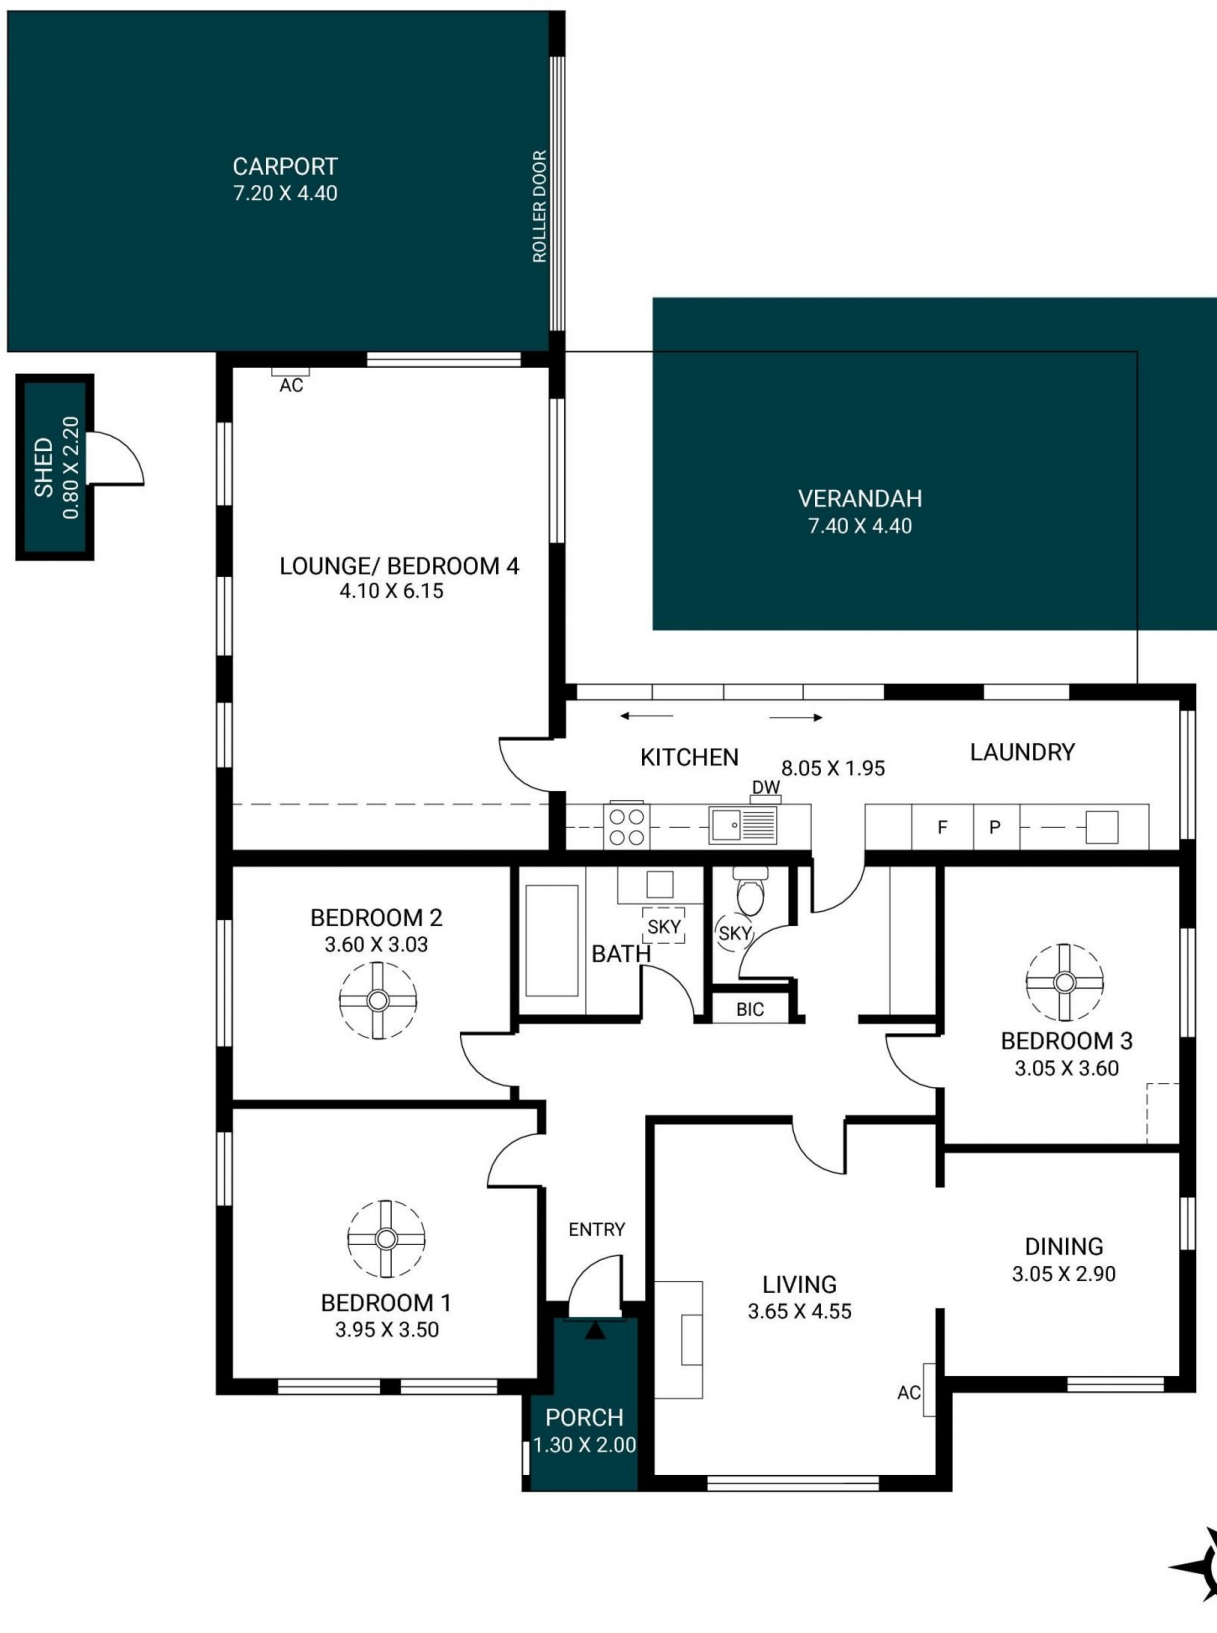 CARPORT
7.20 X 4.40
ROLLER DOOR
AC
SHED
0.80 X 2.20
VERANDAH
7.40 X 4.40
LOUNGE/ BEDROOM 4
4.10 X 6.15
KITCHEN
8.05 X 1.95
LAUNDRY
DW
F
P
BEDROOM 2
3.60 X 3.03
BATH
SKY
SKY
BIC
BEDROOM 3
3.05 X 3.60
ENTRY
BEDROOM 1
3.95 X 3.50
LIVING
3.65 X 4.55
DINING
3.05 X 2.90
AC
PORCH
1.30 X 2.00